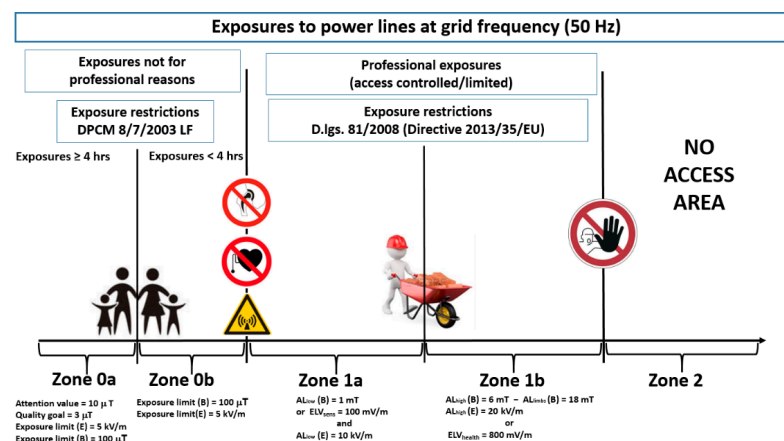 Exposures to power lines at grid frequency (50 Hz)
Exposures not for
professional reasons
Professional exposures
(access controlled/limited)
Exposure restrictions
DPCM 8/7/2003 LF
Exposure restrictions
D.lgs. 81/2008 (Directive 2013/35/EU)
Exposures ≥ 4 hrs
Exposures < 4 hrs
NO
ACCESS
AREA
Zone 0a
Attention value = 10 μ T
Quality goal = 3 μT
Exposure limit (E) = 5 kV/m
Exposure limit (B) = 100 μT
Zone 0b
Exposure limit (B) = 100 μT
Exposure limit(E) = 5 kV/m
Zone 1a
ALlow (B) = 1 mT
or ELVsens = 100 mV/m
and
ALlow (E) = 10 kV/m
Zone 1b
ALhigh (B) = 6 mT – ALlimbs (B) = 18 mT
ALhigh (E) = 20 kV/m
or
ELVhealth = 800 mV/m
Zone 2